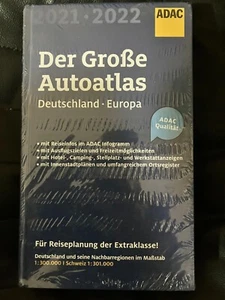 2021 · 2022
ADAC
Der Große
Autoatlas
Deutschland · Europa
ADAC
Qualität
• mit Reiseinfos im ADAC Infogramm
• mit Ausflugszielen und Freizeitmöglichkeiten
• mit Hotel-, Camping-, Stellplatz- und Werkstattanzeigen
• mit Innenstadtplänen und umfangreichem Ortsregister
Für Reiseplanung der Extraklasse!
Deutschland und seine Nachbarregionen im Maßstab
1:300.000 | Schweiz 1:301.000